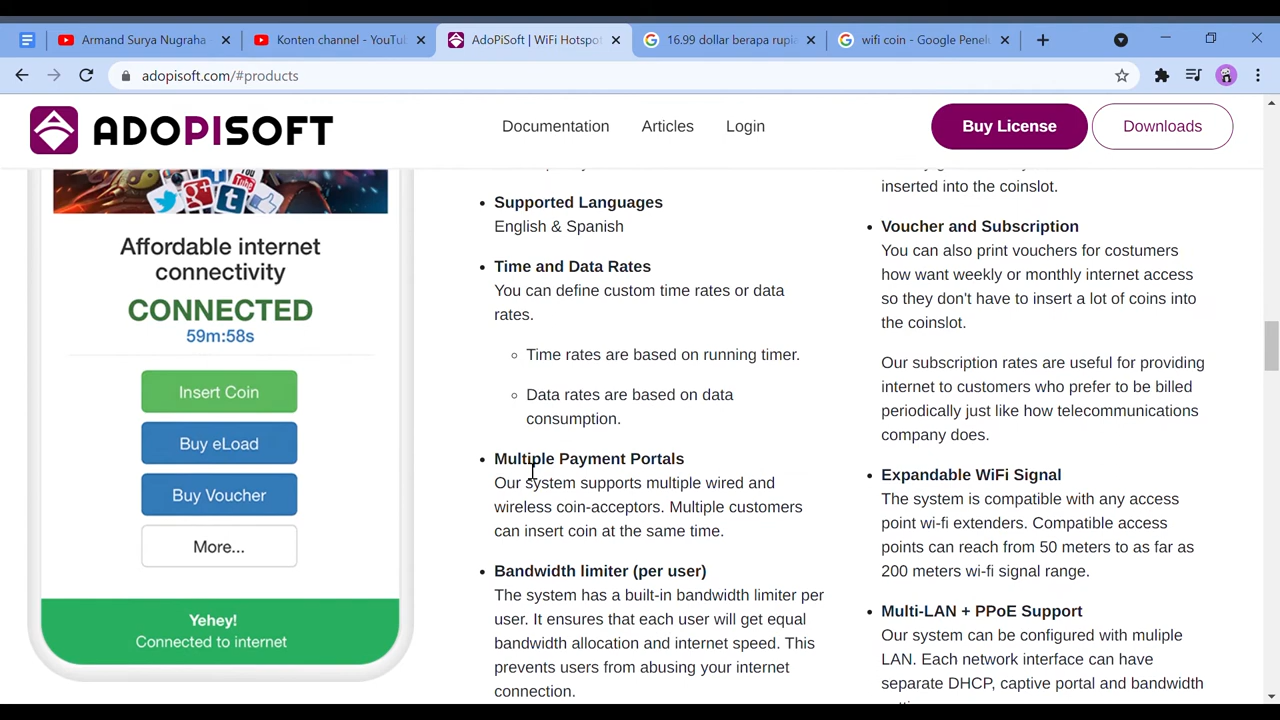 Armand Surya Nugraha
Konten channel - YouTu
AdoPiSoft | WiFi Hotspo
16.99 dollar berapa rupia
wifi coin - Google Penelu
adopisoft.com/#products
ADOPISOFT
Documentation
Articles
Login
Buy License
Downloads
You
Tube
Affordable internet
connectivity
CONNECTED
59m:58s
Insert Coin
Buy eLoad
Buy Voucher
More...
Yehey!
Connected to internet
Supported Languages
English & Spanish
Time and Data Rates
You can define custom time rates or data
rates.
Time rates are based on running timer.
Data rates are based on data
consumption.
Multiple Payment Portals
Our system supports multiple wired and
wireless coin-acceptors. Multiple customers
can insert coin at the same time.
Bandwidth limiter (per user)
The system has a built-in bandwidth limiter per
user. It ensures that each user will get equal
bandwidth allocation and internet speed. This
prevents users from abusing your internet
connection.
inserted into the coinslot.
Voucher and Subscription
You can also print vouchers for costumers
how want weekly or monthly internet access
so they don't have to insert a lot of coins into
the coinslot.
Our subscription rates are useful for providing
internet to customers who prefer to be billed
periodically just like how telecommunications
company does.
Expandable WiFi Signal
The system is compatible with any access
point wi-fi extenders. Compatible access
points can reach from 50 meters to as far as
200 meters wi-fi signal range.
Multi-LAN + PPoE Support
Our system can be configured with muliple
LAN. Each network interface can have
separate DHCP, captive portal and bandwidth